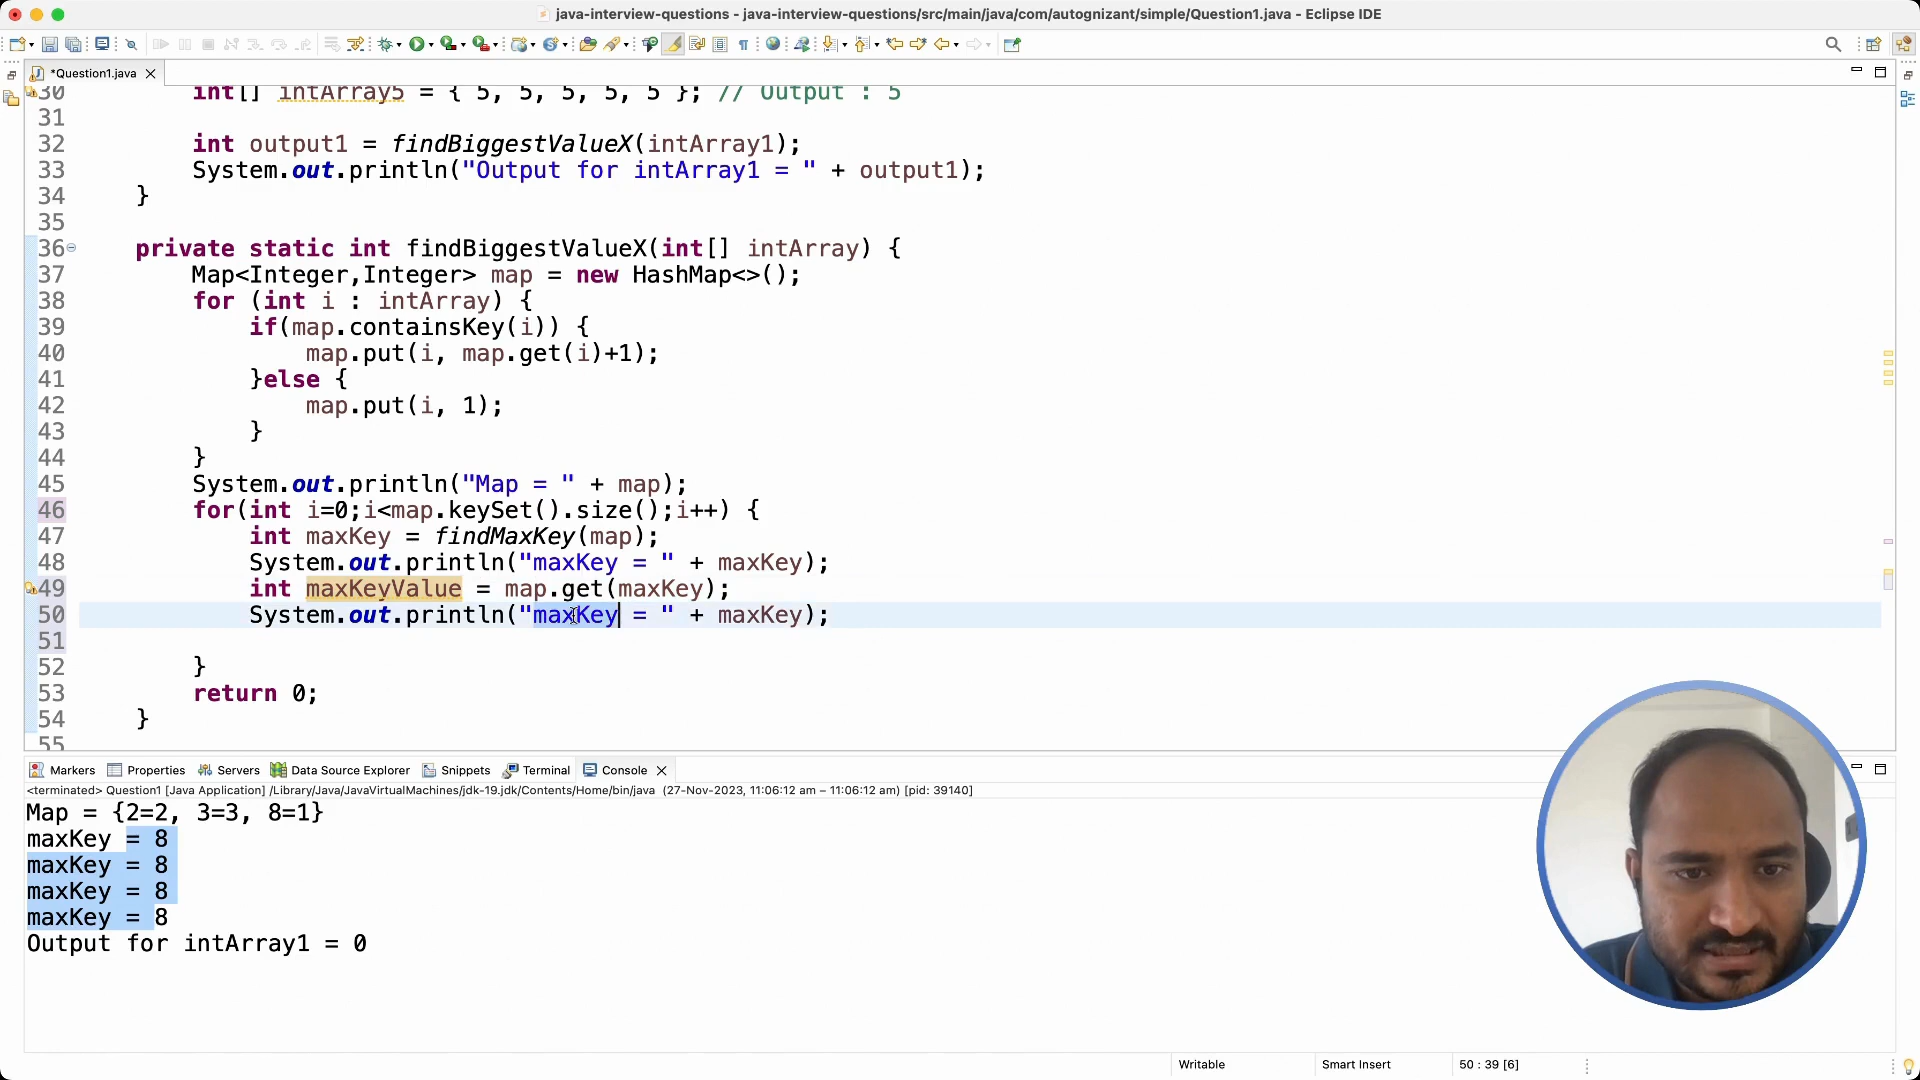 java-interview-questions - java-interview-questions/src/main/java/com/autognizant/simple/Question1.java - Eclipse IDE
*Question1.java
30 int[] intArray5 = { 5, 5, 5, 5, 5 }; // Output : 5
31
32 int output1 = findBiggestValueX(intArray1);
33 System.out.println("Output for intArray1 = " + output1);
34 }
35
36 private static int findBiggestValueX(int[] intArray) {
37 Map<Integer,Integer> map = new HashMap<>();
38 for (int i : intArray) {
39 if(map.containsKey(i)) {
40 map.put(i, map.get(i)+1);
41 }else {
42 map.put(i, 1);
43 }
44 }
45 System.out.println("Map = " + map);
46 for(int i=0;i<map.keySet().size();i++) {
47 int maxKey = findMaxKey(map);
48 System.out.println("maxKey = " + maxKey);
49 int maxKeyValue = map.get(maxKey);
50 System.out.println("maxKey = " + maxKey);
51
52 }
53 return 0;
54 }
55
Markers Properties Servers Data Source Explorer Snippets Terminal Console
<terminated> Question1 [Java Application] /Library/Java/JavaVirtualMachines/jdk-19.jdk/Contents/Home/bin/java (27-Nov-2023, 11:06:12 am – 11:06:12 am) [pid: 39140]
Map = {2=2, 3=3, 8=1}
maxKey = 8
maxKey = 8
maxKey = 8
maxKey = 8
Output for intArray1 = 0
Writable Smart Insert 50 : 39 [6]